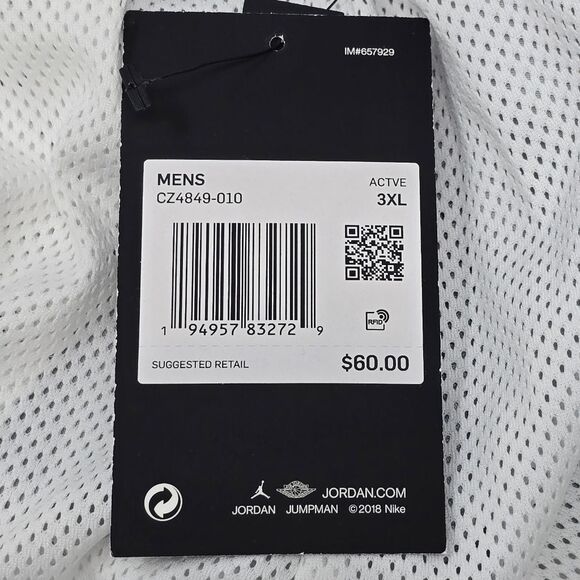 IM#657929
MENS ACTVE
CZ4849-010 3XL
1 94957 83272 9
RFID
SUGGESTED RETAIL $60.00
JORDAN.COM
JORDAN JUMPMAN © 2018 Nike